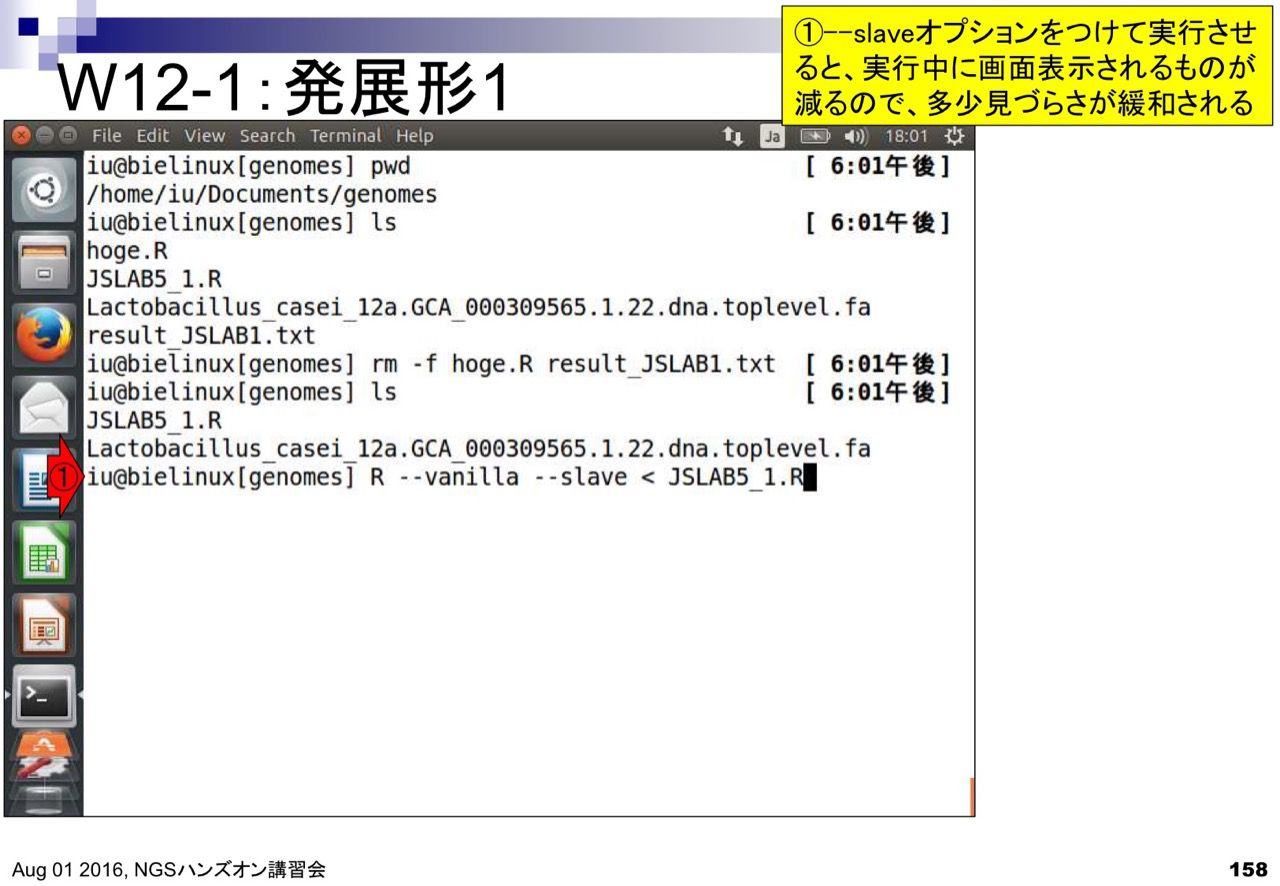 W12-1：発展形1
①--slaveオプションをつけて実行させ
ると、実行中に画面表示されるものが
減るので、多少見づらさが緩和される
File Edit View Search Terminal Help
Ja
18:01
iu@bielinux[genomes] pwd [ 6:01午後]
/home/iu/Documents/genomes
iu@bielinux[genomes] ls [ 6:01午後]
hoge.R
JSLAB5_1.R
Lactobacillus_casei_12a.GCA_000309565.1.22.dna.toplevel.fa
result_JSLAB1.txt
iu@bielinux[genomes] rm -f hoge.R result_JSLAB1.txt [ 6:01午後]
iu@bielinux[genomes] ls [ 6:01午後]
JSLAB5_1.R
Lactobacillus_casei_12a.GCA_000309565.1.22.dna.toplevel.fa
①
iu@bielinux[genomes] R --vanilla --slave < JSLAB5_1.R
Aug 01 2016, NGSハンズオン講習会
158